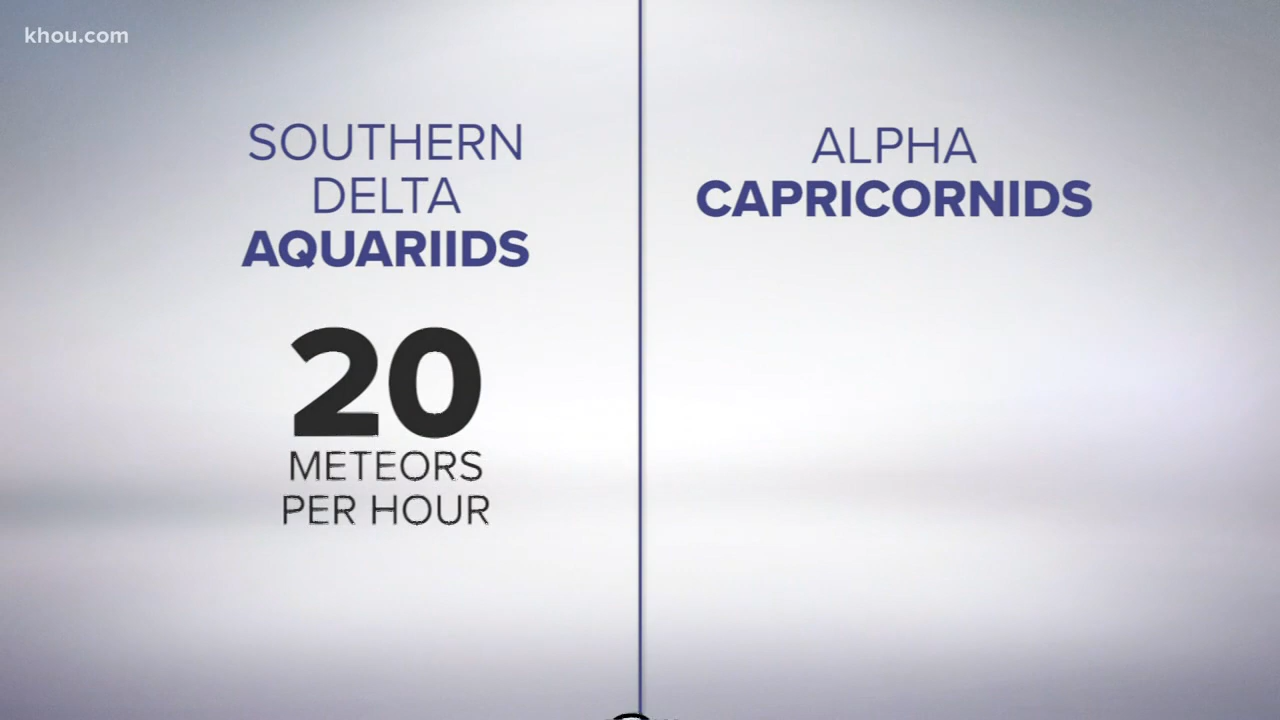 khou.com
SOUTHERN
DELTA
AQUARIIDS
20
METEORS
PER HOUR
ALPHA
CAPRICORNIDS